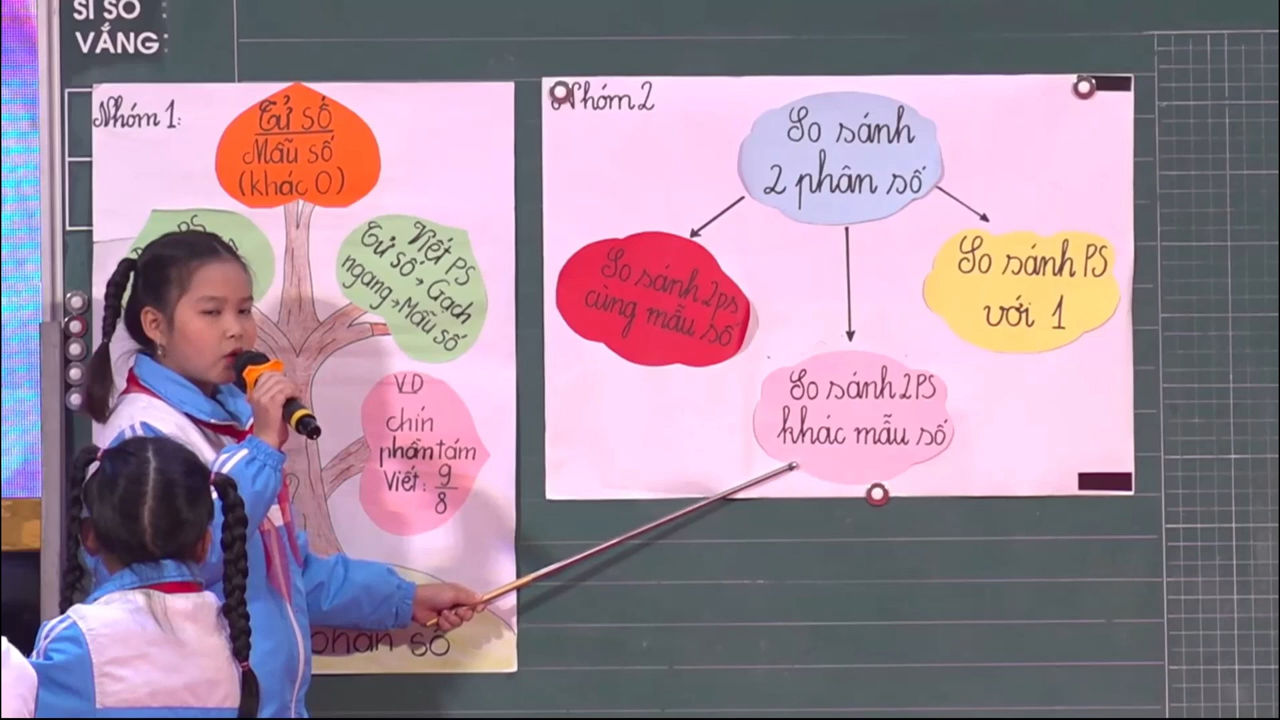 SĨ SỐ
VẮNG:
Nhóm 1:
Tử số
Mẫu số
(khác 0)
PS
Viết PS
Tử số → Gạch
ngang → Mẫu số
VD
chín
phần tám
Viết: 9/8
phân số
Nhóm 2
So sánh
2 phân số
So sánh 2ps
cùng mẫu số
So sánh 2PS
khác mẫu số
So sánh PS
với 1